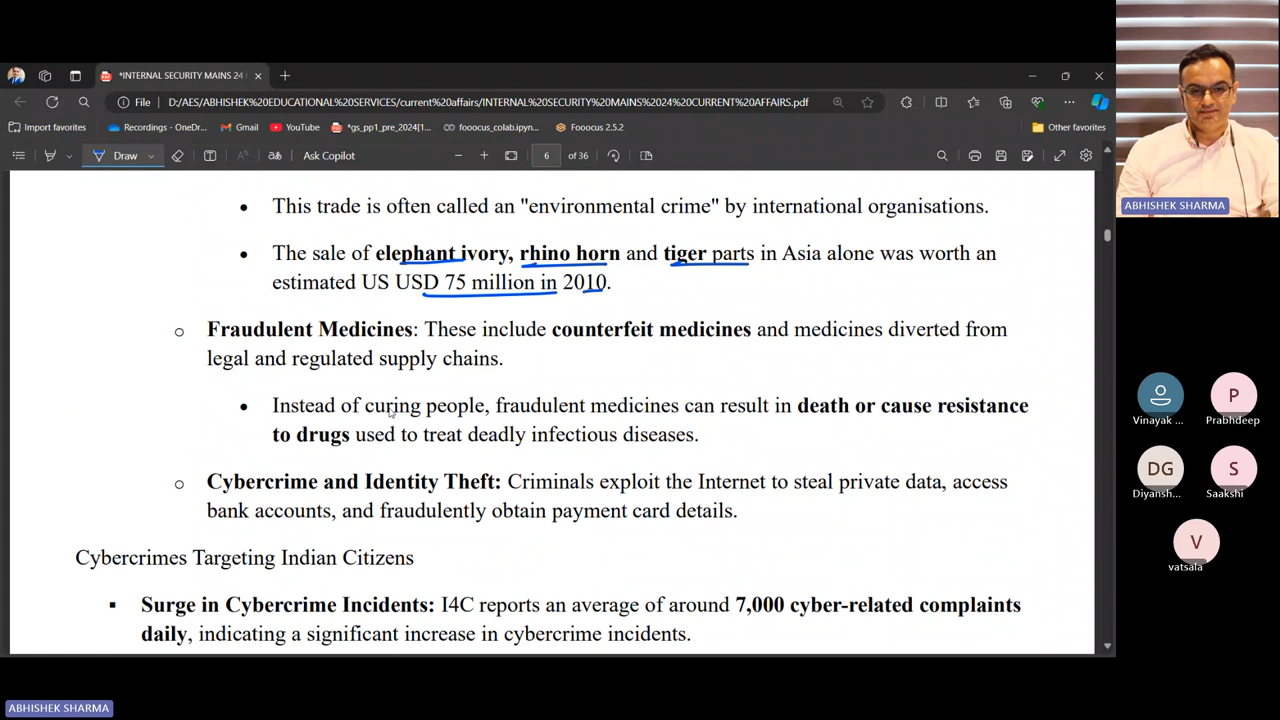 *INTERNAL SECURITY MAINS 24
File D:/AES/ABHISHEK%20EDUCATIONAL%20SERVICES/current%20affairs/INTERNAL%20SECURITY%20MAINS%202024%20CURRENT%20AFFAIRS.pdf
Import favorites Recordings - OneDr... Gmail YouTube *gs_pp1_pre_2024[1... fooocus_colab.ipyn... Fooocus 2.5.2 Other favorites
Draw Ask Copilot 6 of 36
• This trade is often called an "environmental crime" by international organisations.
• The sale of elephant ivory, rhino horn and tiger parts in Asia alone was worth an
estimated US USD 75 million in 2010.
o Fraudulent Medicines: These include counterfeit medicines and medicines diverted from
legal and regulated supply chains.
• Instead of curing people, fraudulent medicines can result in death or cause resistance
to drugs used to treat deadly infectious diseases.
o Cybercrime and Identity Theft: Criminals exploit the Internet to steal private data, access
bank accounts, and fraudulently obtain payment card details.
Cybercrimes Targeting Indian Citizens
▪ Surge in Cybercrime Incidents: I4C reports an average of around 7,000 cyber-related complaints
daily, indicating a significant increase in cybercrime incidents.
ABHISHEK SHARMA
P
Vinayak ... Prabhdeep
DG S
Diyansh... Saakshi
V
vatsala
ABHISHEK SHARMA